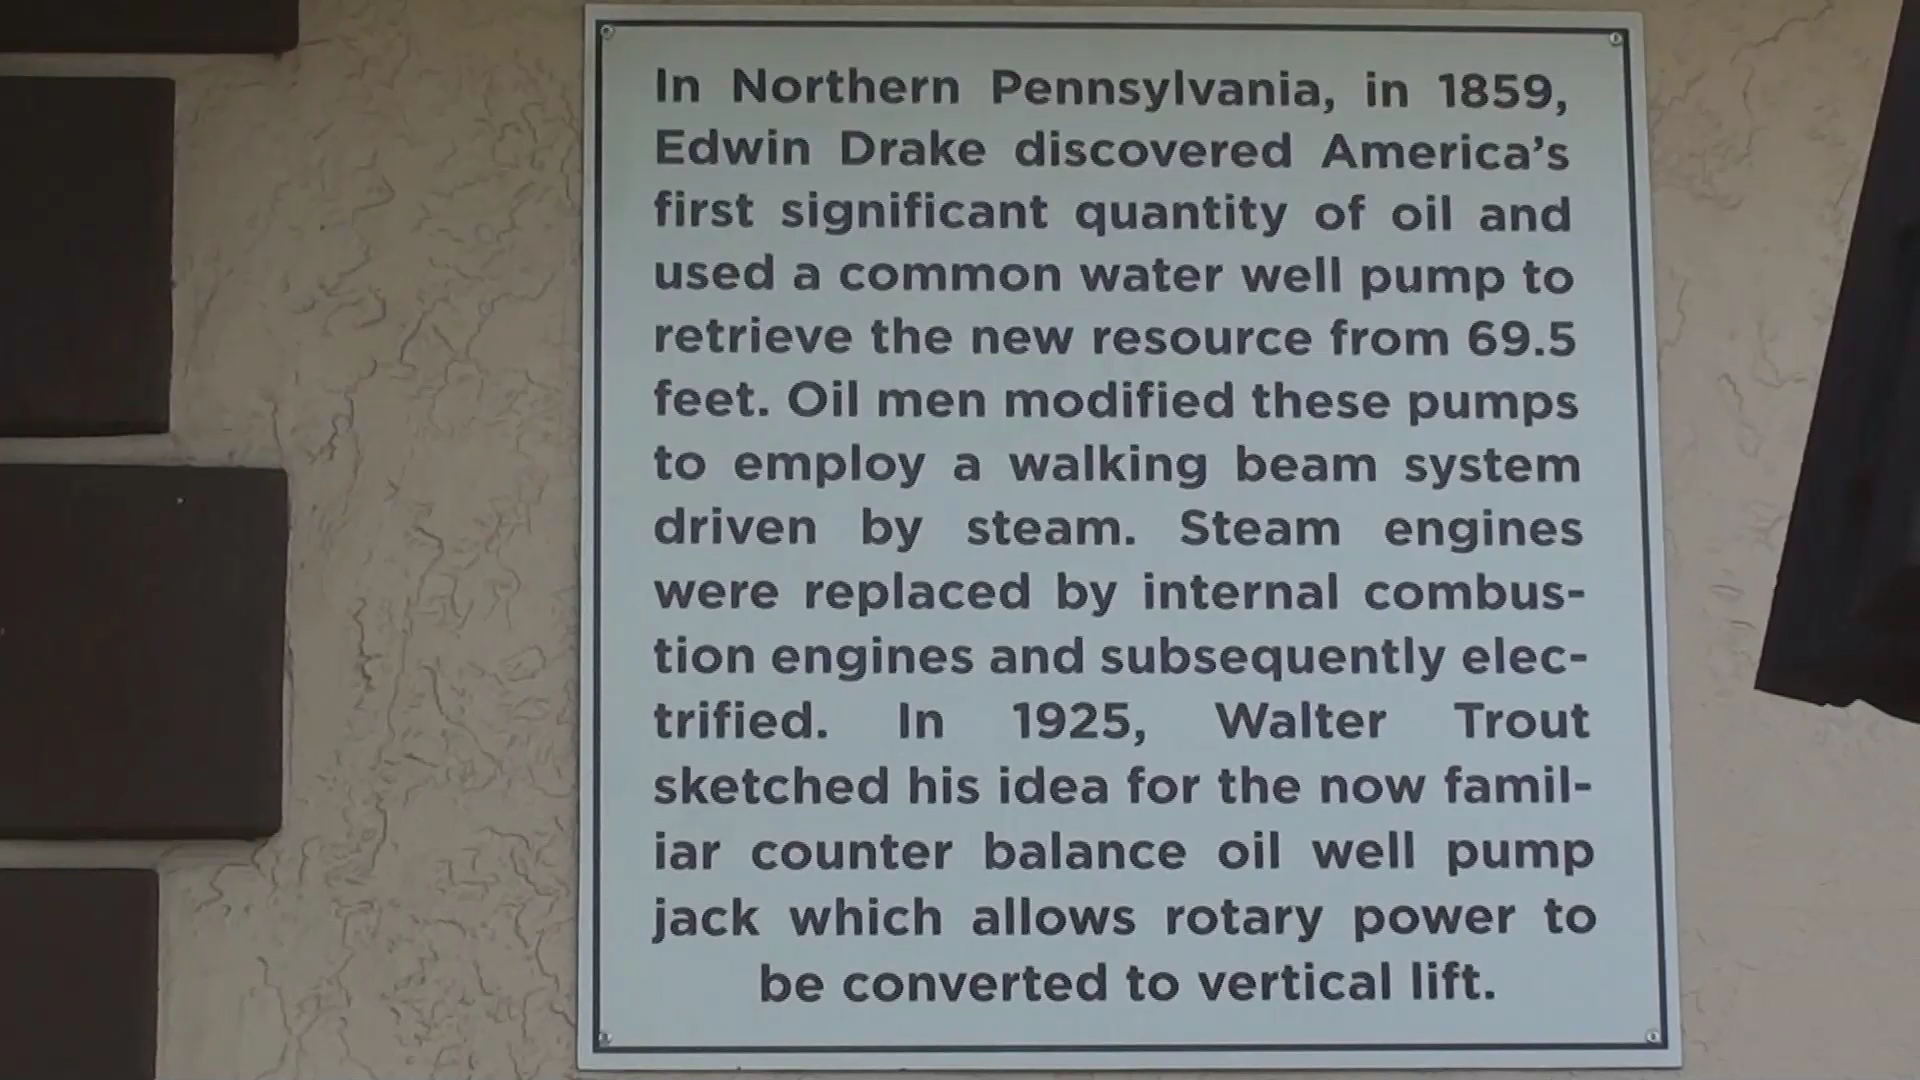 In Northern Pennsylvania, in 1859,
Edwin Drake discovered America's
first significant quantity of oil and
used a common water well pump to
retrieve the new resource from 69.5
feet. Oil men modified these pumps
to employ a walking beam system
driven by steam. Steam engines
were replaced by internal combus-
tion engines and subsequently elec-
trified. In 1925, Walter Trout
sketched his idea for the now famil-
iar counter balance oil well pump
jack which allows rotary power to
be converted to vertical lift.